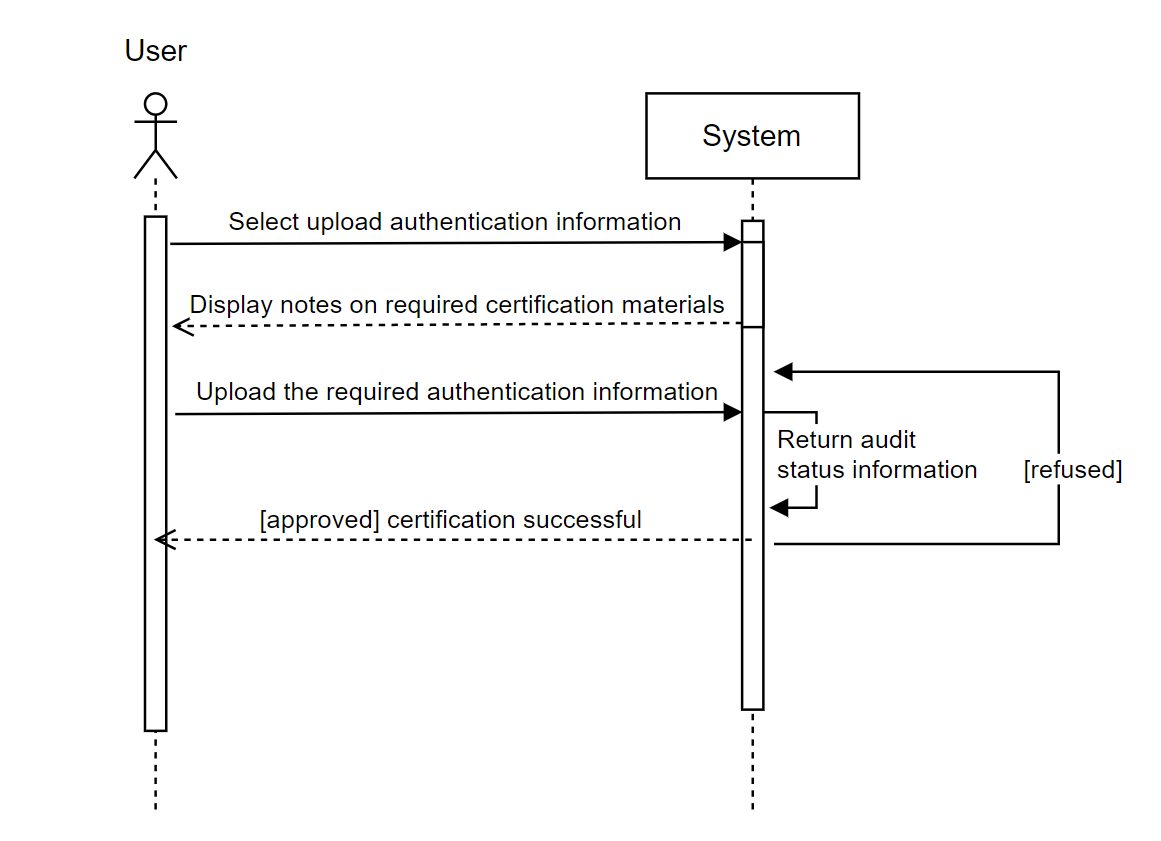 User
System
Select upload authentication information
Display notes on required certification materials
Upload the required authentication information
Return audit
status information
[refused]
[approved] certification successful